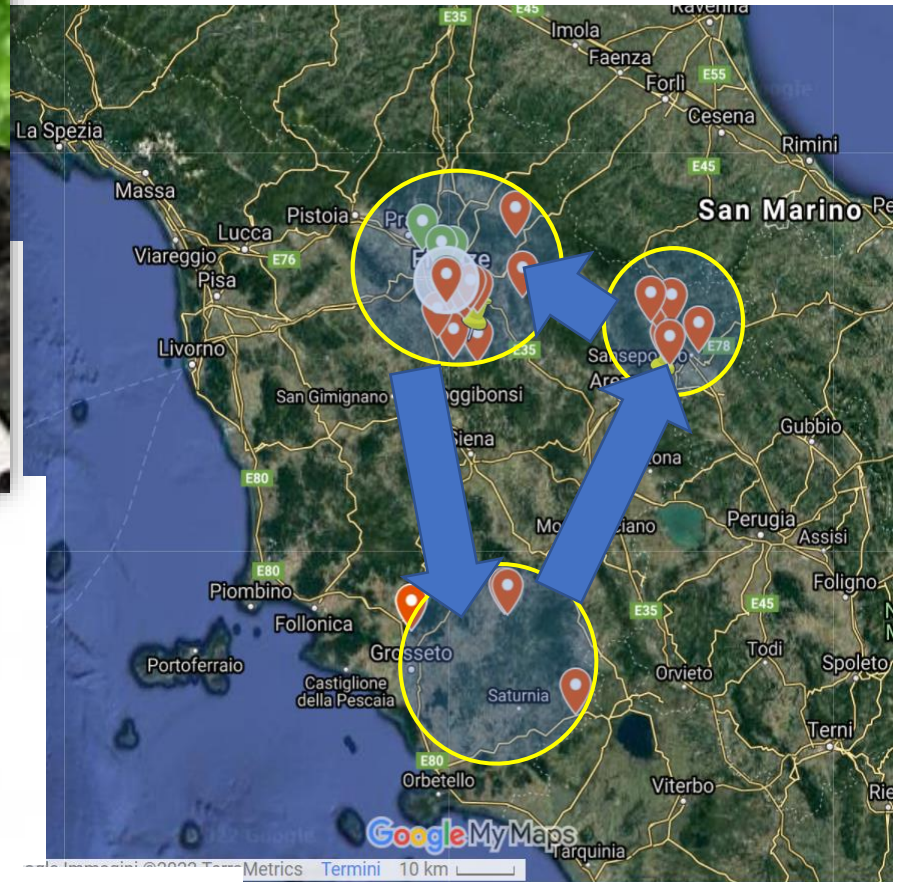 Ravenna
E35
E45
Imola
Faenza
Forlì
E55
Cesena
La Spezia
Rimini
E45
Massa
Pistoia
San Marino
Lucca
Viareggio
E76
Pisa
E78
Livorno
E35
San Gimignano
Gubbio
Siena
E80
Perugia
Assisi
E80
Piombino
Foligno
E35
E45
Follonica
Grosseto
Todi
Portoferraio
Spoleto
Castiglione
della Pescaia
Saturnia
Orvieto
Terni
E80
Orbetello
Viterbo
Google My Maps
Tarquinia
Metrics Termini 10 km